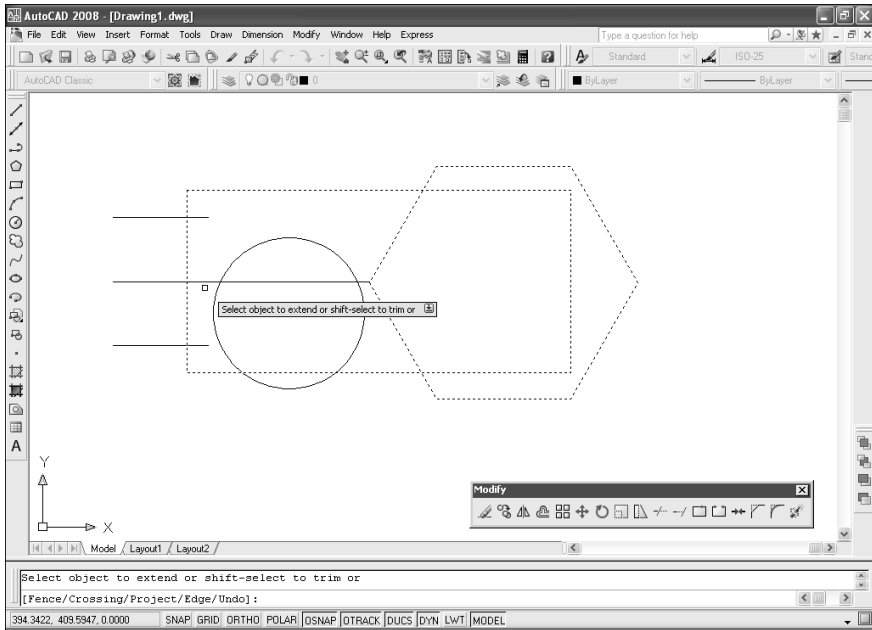 AutoCAD 2008 - [Drawing1.dwg]
File Edit View Insert Format Tools Draw Dimension Modify Window Help Express
Type a question for help
Standard ISO-25 Stand
AutoCAD Classic 0 ByLayer ByLayer
A
Select object to extend or shift-select to trim or
Y
X
Modify
Model / Layout1 / Layout2 /
Select object to extend or shift-select to trim or
[Fence/Crossing/Project/Edge/Undo]:
394.3422, 409.5947, 0.0000 SNAP GRID ORTHO POLAR OSNAP OTRACK DUCS DYN LWT MODEL